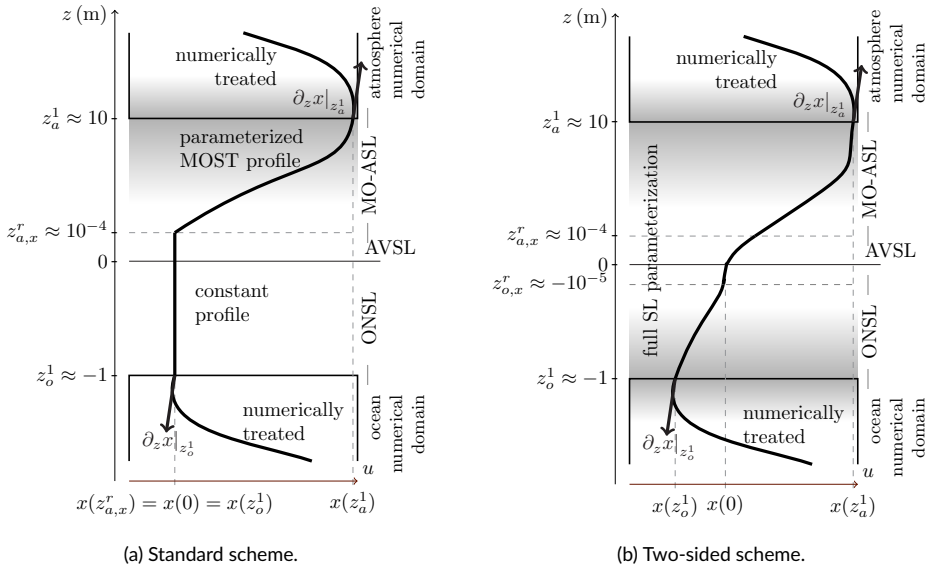 z (m)
numerically
treated
∂_z x|_{z_a^1}
z_a^1 ≈ 10
parameterized
MOST profile
z_{a,x}^r ≈ 10^{−4}
0
constant
profile
z_o^1 ≈ −1
numerically
treated
∂_z x|_{z_o^1}
u
x(z_{a,x}^r) = x(0) = x(z_o^1)
x(z_a^1)
atmosphere
numerical
domain
MO-ASL
AVSL
ONSL
ocean
numerical
domain
(a) Standard scheme.
z (m)
numerically
treated
∂_z x|_{z_a^1}
z_a^1 ≈ 10
z_{a,x}^r ≈ 10^{−4}
0
z_{o,x}^r ≈ −10^{−5}
full SL parameterization
z_o^1 ≈ −1
numerically
treated
∂_z x|_{z_o^1}
u
x(z_o^1)
x(0)
x(z_a^1)
atmosphere
numerical
domain
MO-ASL
AVSL
ONSL
ocean
numerical
domain
(b) Two-sided scheme.